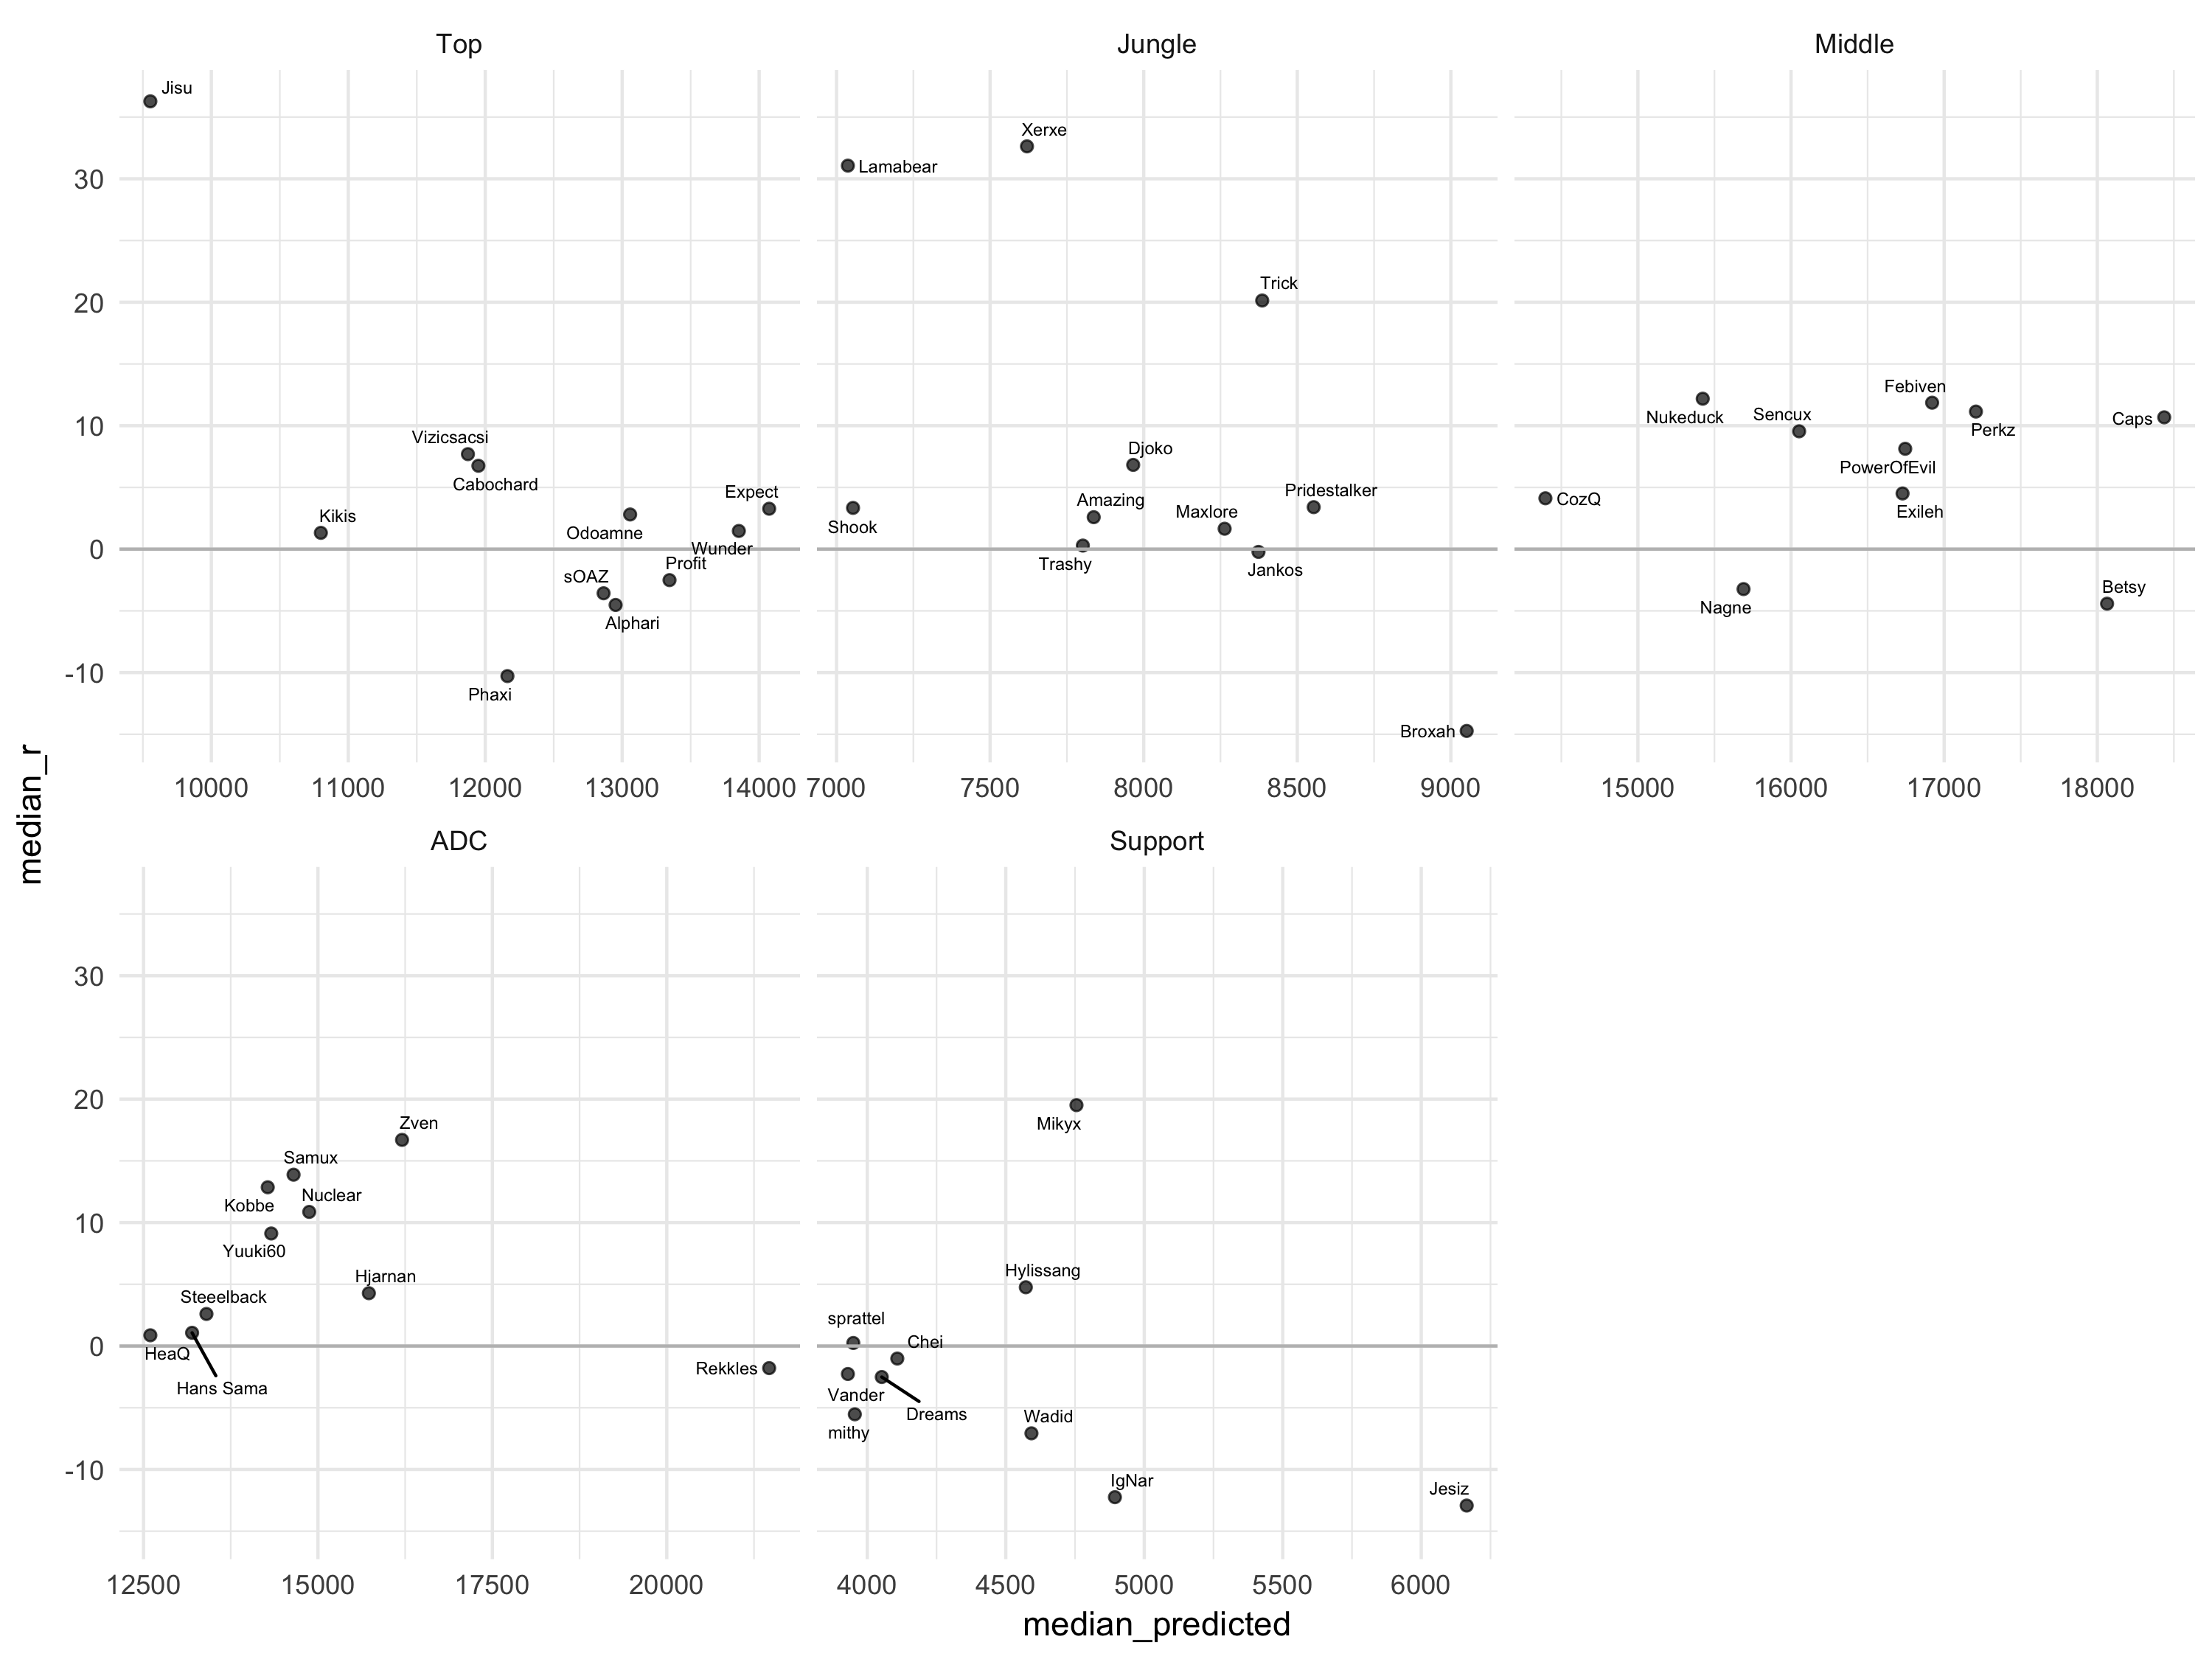 Top
Jungle
Middle
Jisu
Vizicsacsi
Cabochard
Kikis
Expect
Odoamne
Wunder
Profit
sOAZ
Alphari
Phaxi
Xerxe
Lamabear
Trick
Djoko
Amazing
Pridestalker
Maxlore
Shook
Trashy
Jankos
Broxah
Febiven
Nukeduck
Sencux
Perkz
Caps
PowerOfEvil
CozQ
Exileh
Betsy
Nagne
30
20
10
0
-10
10000 11000 12000 13000 14000
7000 7500 8000 8500 9000
15000 16000 17000 18000
median_r
ADC
Support
Zven
Samux
Kobbe
Nuclear
Yuuki60
Hjarnan
Steeelback
HeaQ
Hans Sama
Rekkles
Mikyx
Hylissang
sprattel
Chei
Vander
Dreams
mithy
Wadid
IgNar
Jesiz
30
20
10
0
-10
12500 15000 17500 20000
4000 4500 5000 5500 6000
median_predicted